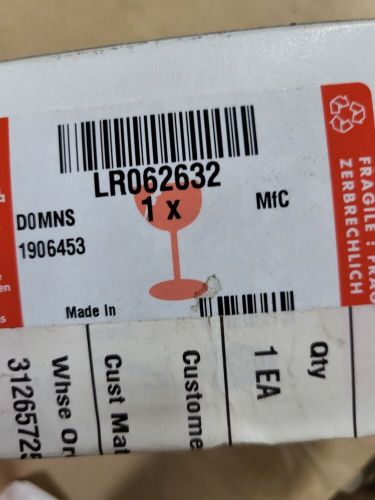 LR062632
1 x
MfC
D0MNS
1906453
Made In
FRAGILE !
ZERBRECHLICH
Qty
1 EA
Custome
Cust Mat
Whse Or
3126572